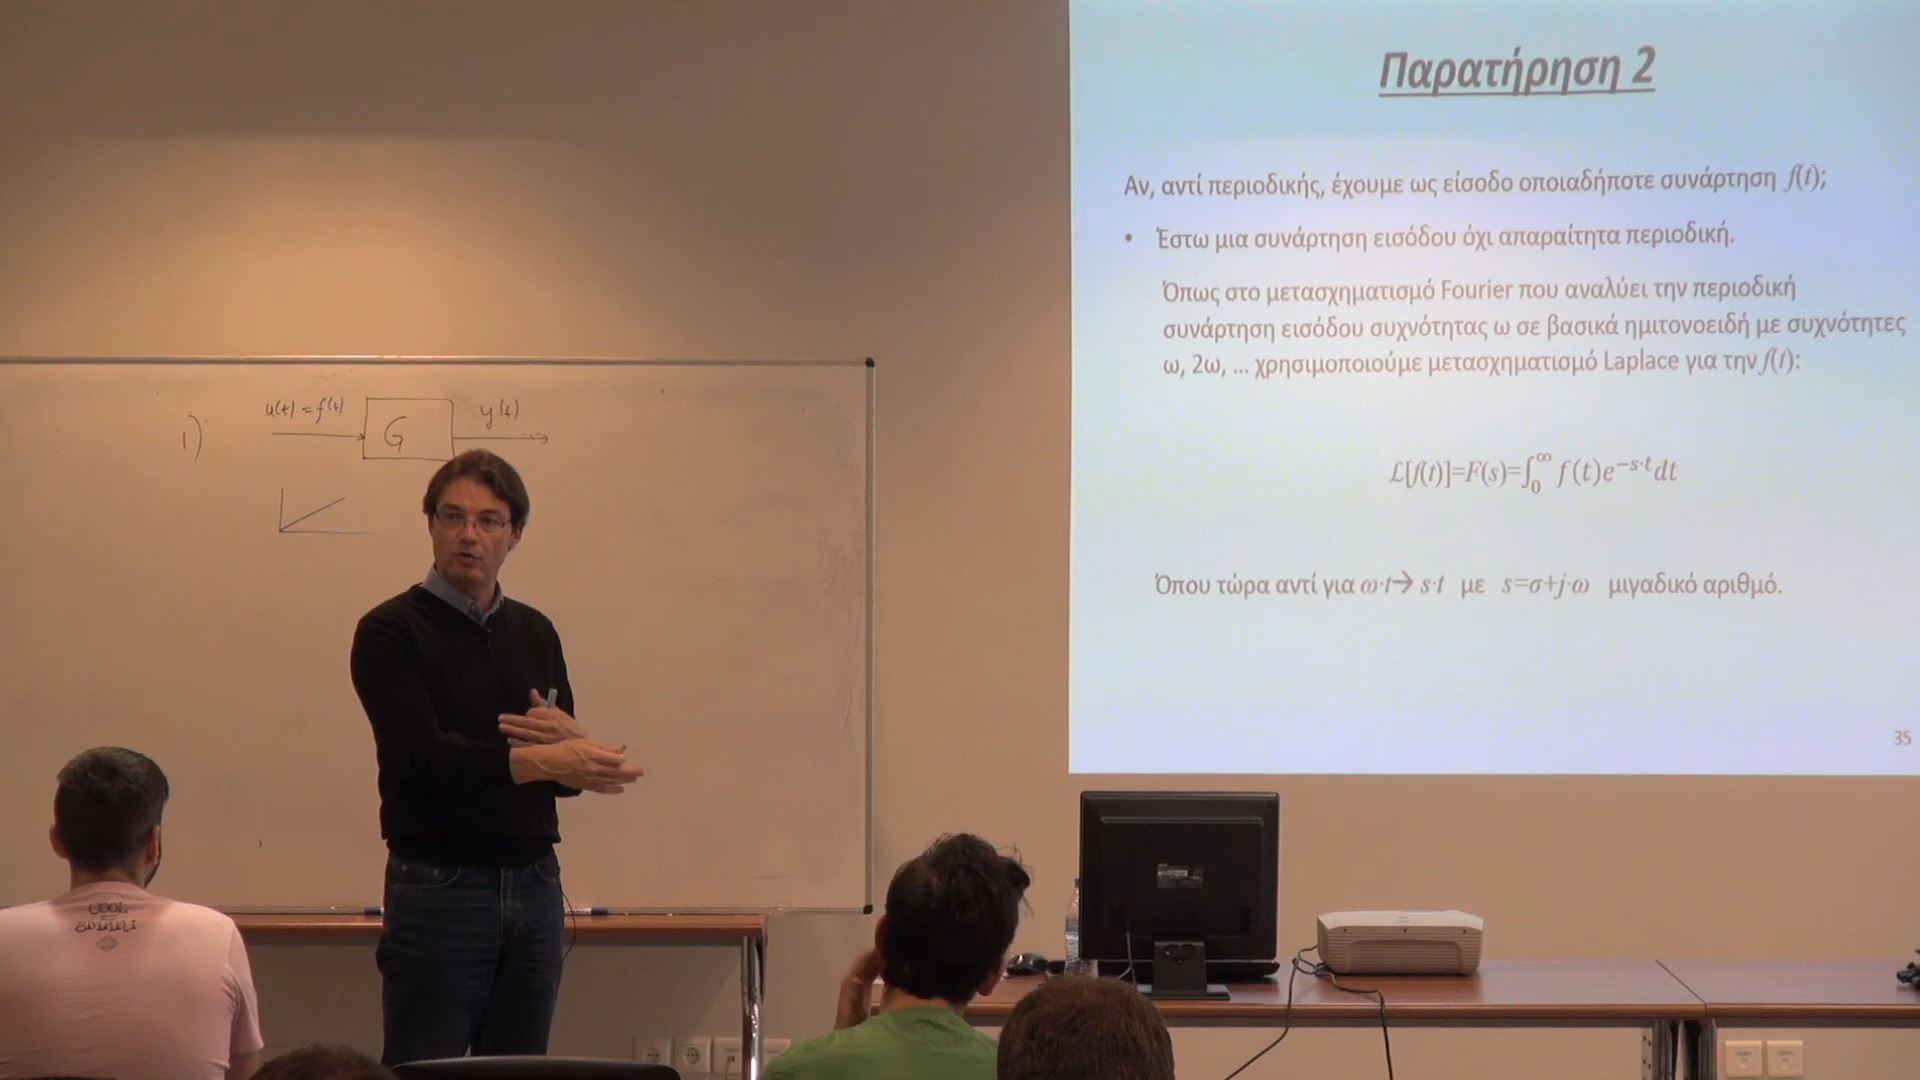 Παρατήρηση 2
Αν, αντί περιοδικής, έχουμε ως είσοδο οποιαδήποτε συνάρτηση f(t);
• Έστω μια συνάρτηση εισόδου όχι απαραίτητα περιοδική.
Όπως στο μετασχηματισμό Fourier που αναλύει την περιοδική
συνάρτηση εισόδου συχνότητας ω σε βασικά ημιτονοειδή με συχνότητες
ω, 2ω, ... χρησιμοποιούμε μετασχηματισμό Laplace για την f(t):
ℒ[f(t)]=F(s)=∫₀^∞ f(t)e^{−s·t}dt
Όπου τώρα αντί για ω·t→ s·t με s=σ+j·ω μιγαδικό αριθμό.
35
1)
u(t) = f(t)
G
y(t)
COOL